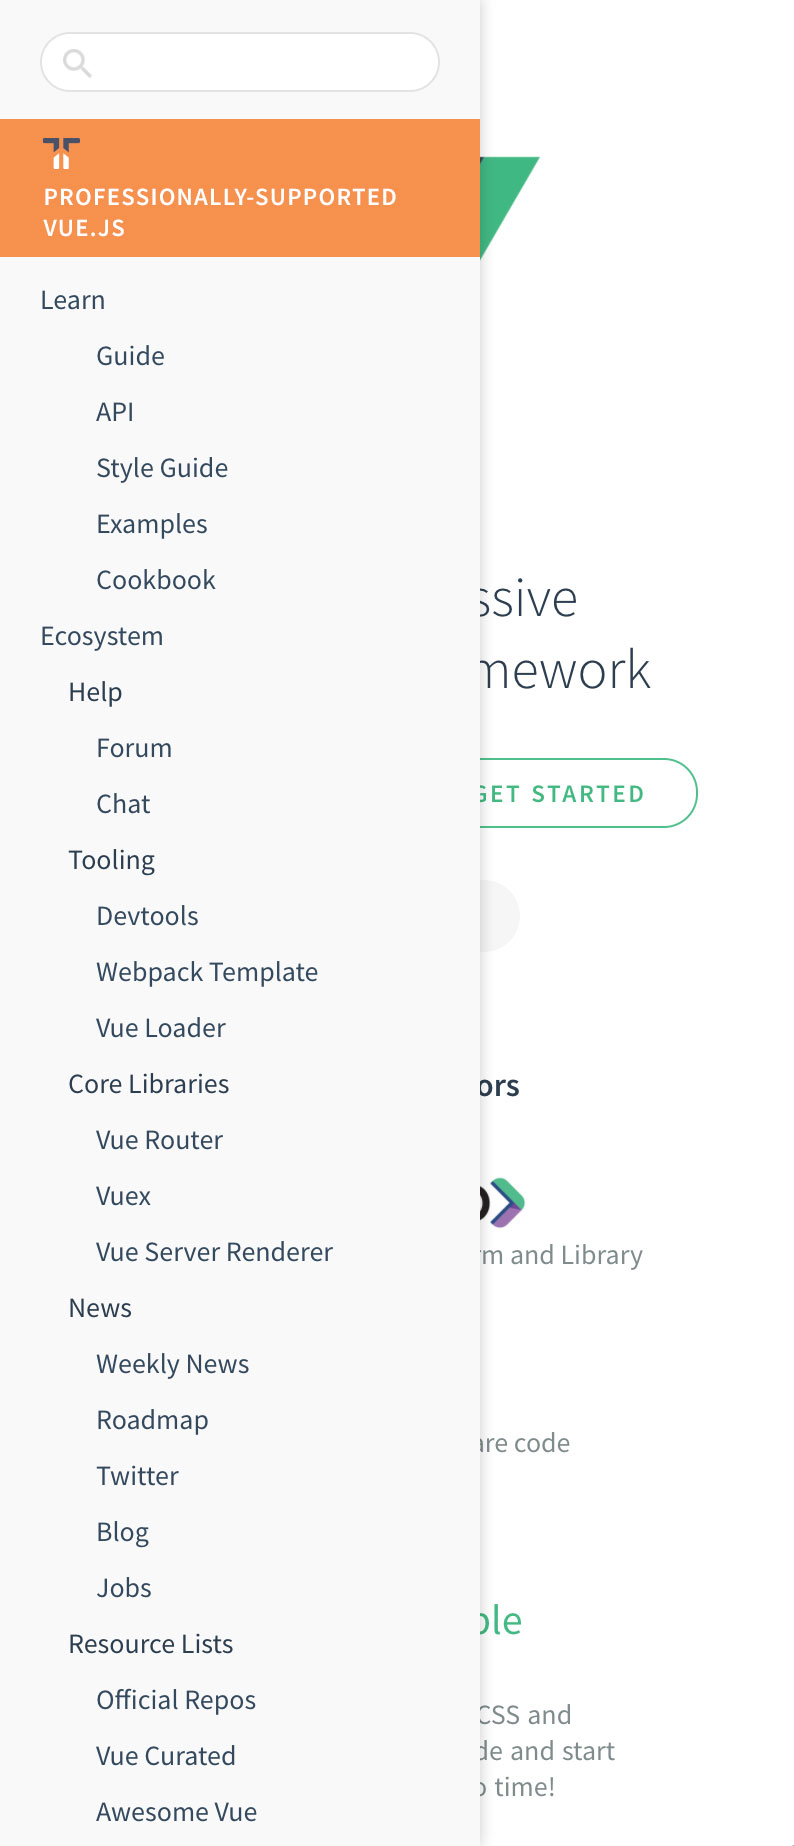 PROFESSIONALLY-SUPPORTED
VUE.JS
Learn
Guide
API
Style Guide
Examples
Cookbook
Ecosystem
Help
Forum
Chat
Tooling
Devtools
Webpack Template
Vue Loader
Core Libraries
Vue Router
Vuex
Vue Server Renderer
News
Weekly News
Roadmap
Twitter
Blog
Jobs
Resource Lists
Official Repos
Vue Curated
Awesome Vue
ssive
mework
GET STARTED
ors
rm and Library
are code
ple
CSS and
de and start
o time!